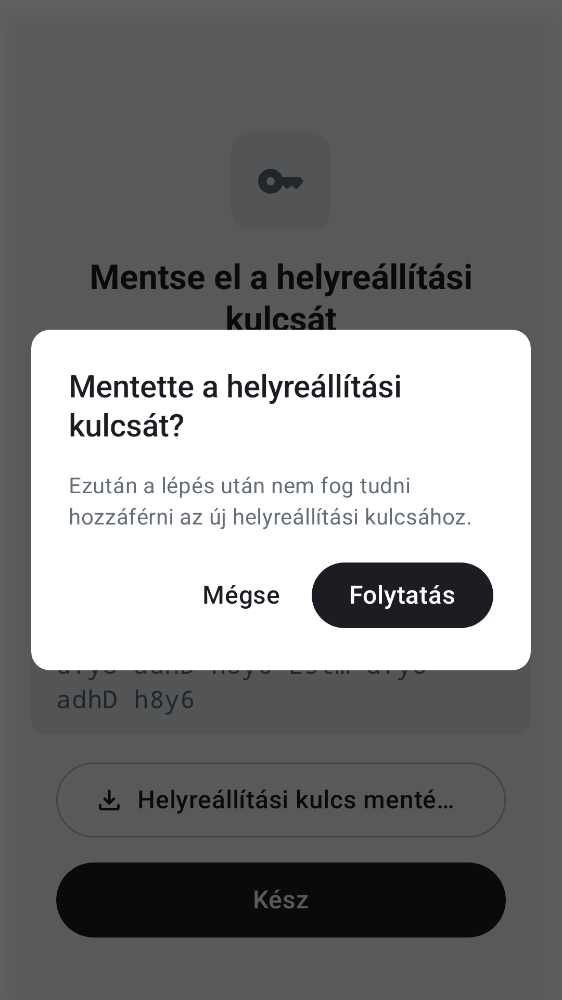 Mentse el a helyreállítási
kulcsát
Mentette a helyreállítási
kulcsát?
Ezután a lépés után nem fog tudni
hozzáférni az új helyreállítási kulcsához.
Mégse
Folytatás
adhD h8y6
Helyreállítási kulcs menté…
Kész